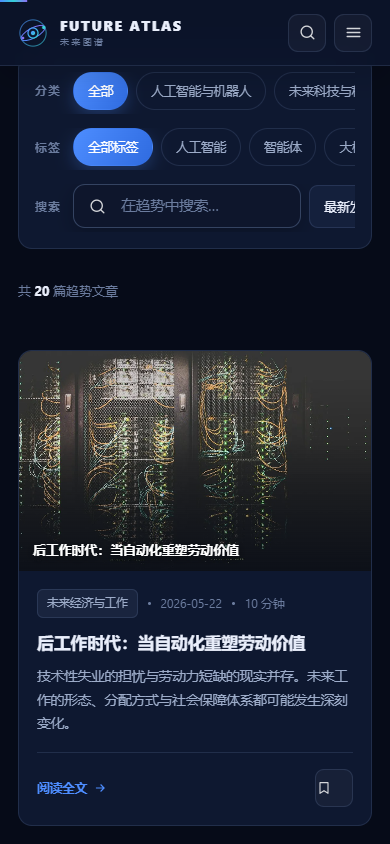 FUTURE ATLAS
未来图谱
分类 全部 人工智能与机器人 未来科技与
标签 全部标签 人工智能 智能体 大
搜索 在趋势中搜索... 最新
共 20 篇趋势文章
后工作时代：当自动化重塑劳动价值
未来经济与工作 • 2026-05-22 • 10 分钟
后工作时代：当自动化重塑劳动价值
技术性失业的担忧与劳动力短缺的现实并存。未来工
作的形态、分配方式与社会保障体系都可能发生深刻
变化。
阅读全文 →